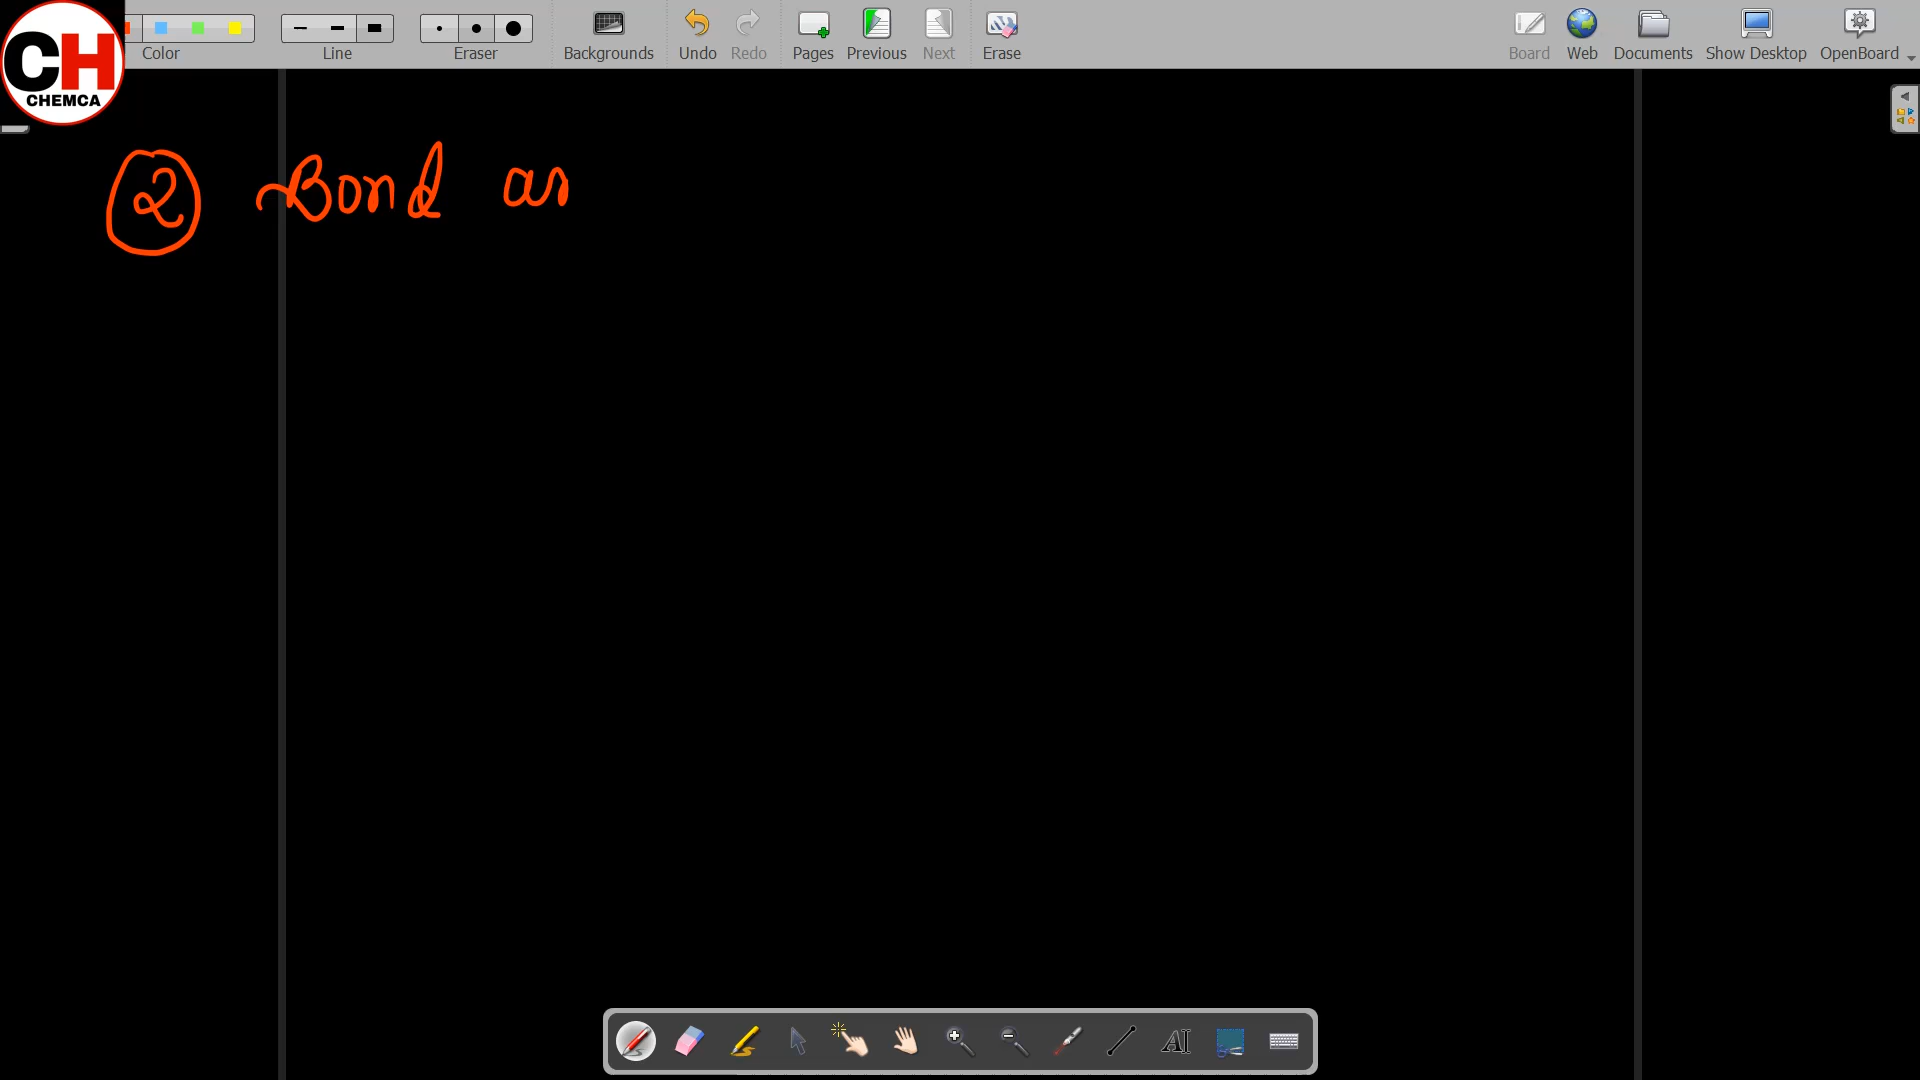 CH
CHEMCA
Color
Line
Eraser
Backgrounds
Undo
Redo
Pages
Previous
Next
Erase
Board
Web
Documents
Show Desktop
OpenBoard
② Bond an
AI